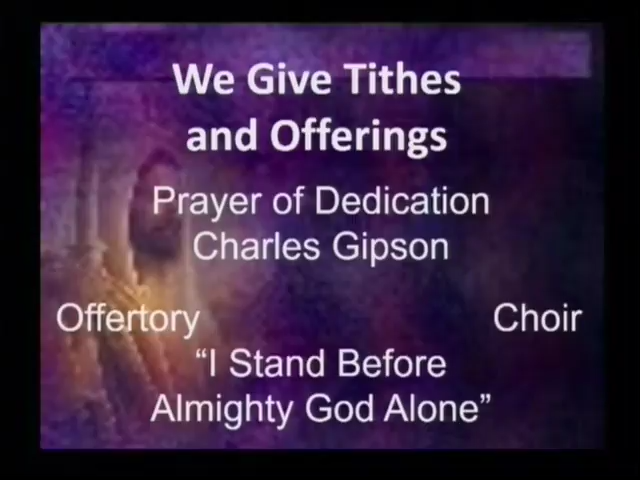 We Give Tithes
and Offerings
Prayer of Dedication
Charles Gipson
Offertory Choir
“I Stand Before
Almighty God Alone”